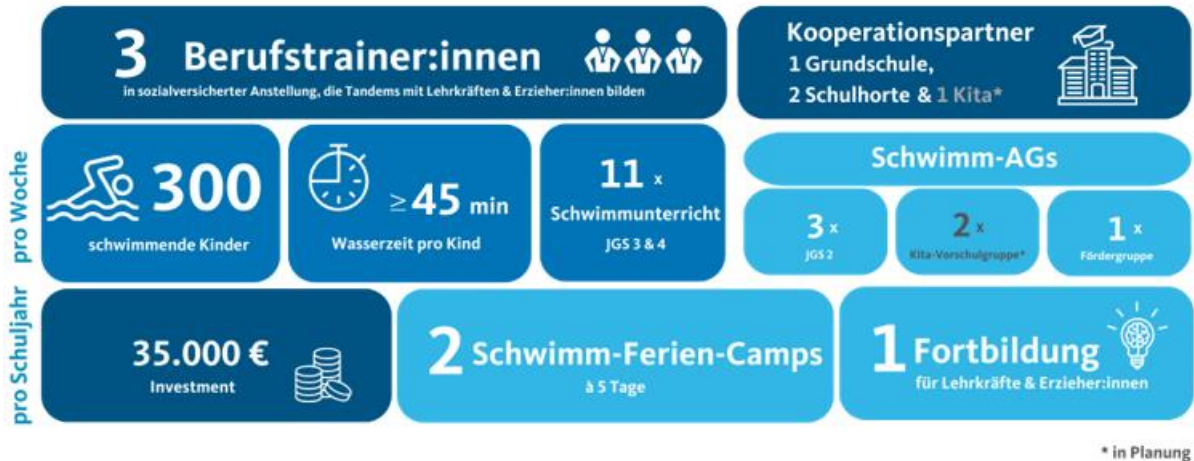 3 Berufstrainer:innen
in sozialversicherter Anstellung, die Tandems mit Lehrkräften & Erzieher:innen bilden
Kooperationspartner
1 Grundschule,
2 Schulhorte & 1 Kita*
pro Woche
300
schwimmende Kinder
≥45 min
Wasserzeit pro Kind
11 x
Schwimmunterricht
JGS 3 & 4
Schwimm-AGs
3 x
JGS 2
2 x
Kita-Vorschulgruppe*
1 x
Fördergruppe
pro Schuljahr
35.000 €
Investment
2 Schwimm-Ferien-Camps
à 5 Tage
1 Fortbildung
für Lehrkräfte & Erzieher:innen
* in Planung